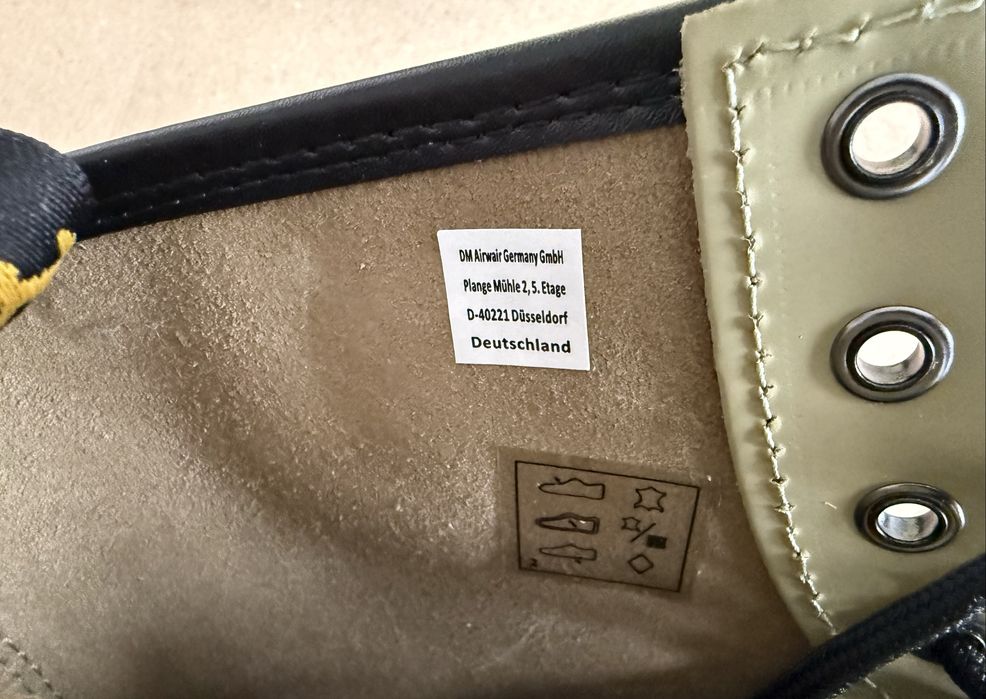 DM Airwair Germany GmbH
Plange Mühle 2, 5. Etage
D-40221 Düsseldorf
Deutschland